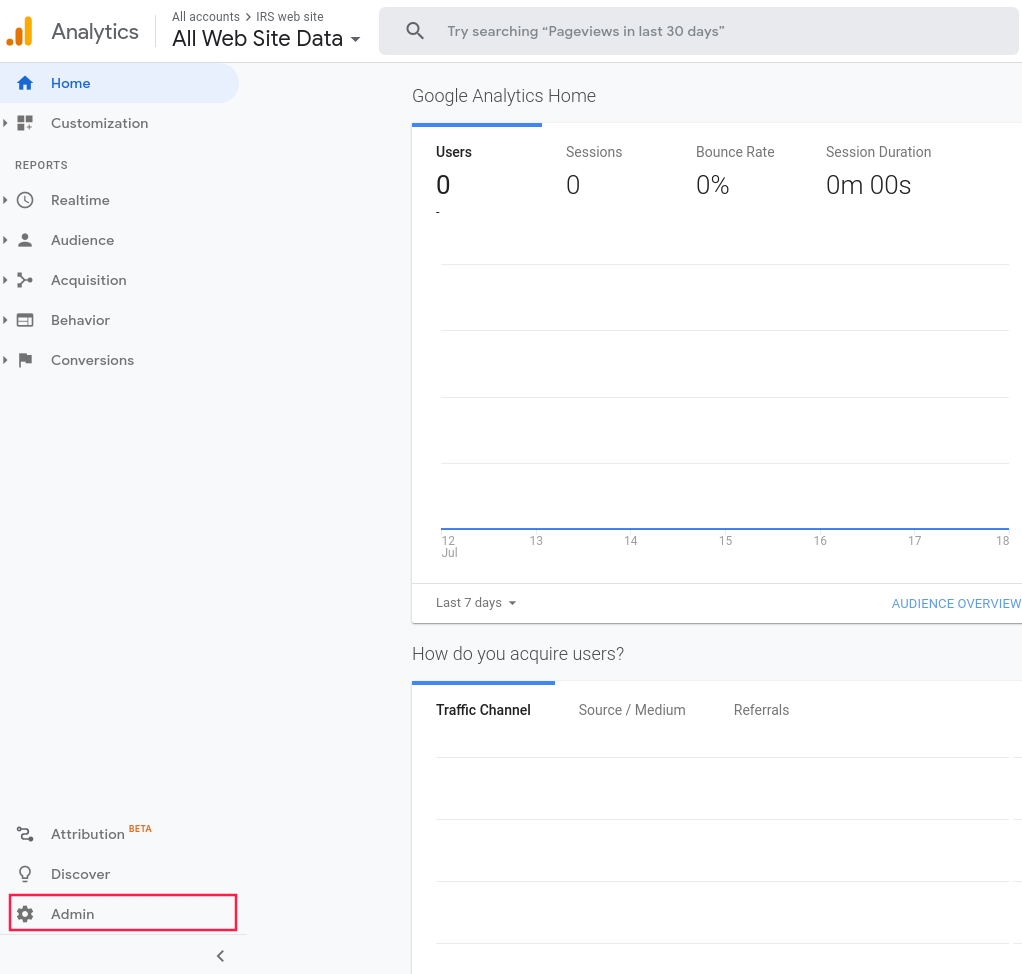 Analytics
All accounts > IRS web site
All Web Site Data
Try searching “Pageviews in last 30 days”
Home
Customization
REPORTS
Realtime
Audience
Acquisition
Behavior
Conversions
Attribution BETA
Discover
Admin
Google Analytics Home
Users Sessions Bounce Rate Session Duration
0 0 0% 0m 00s
-
12 13 14 15 16 17 18
Jul
Last 7 days AUDIENCE OVERVIEW
How do you acquire users?
Traffic Channel Source / Medium Referrals